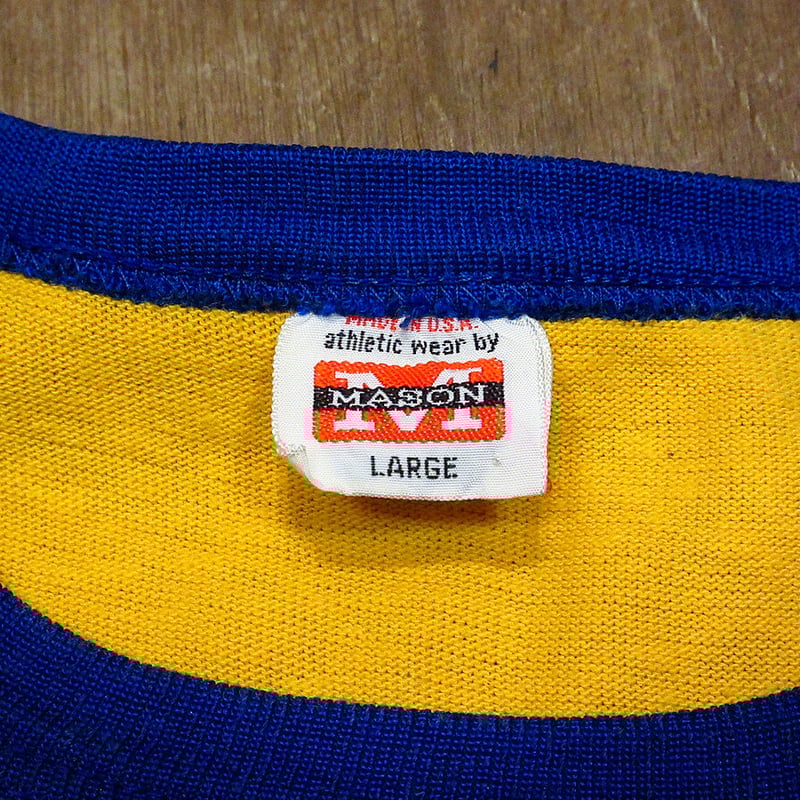 MADE IN U.S.A.
athletic wear by
M
MASON
LARGE